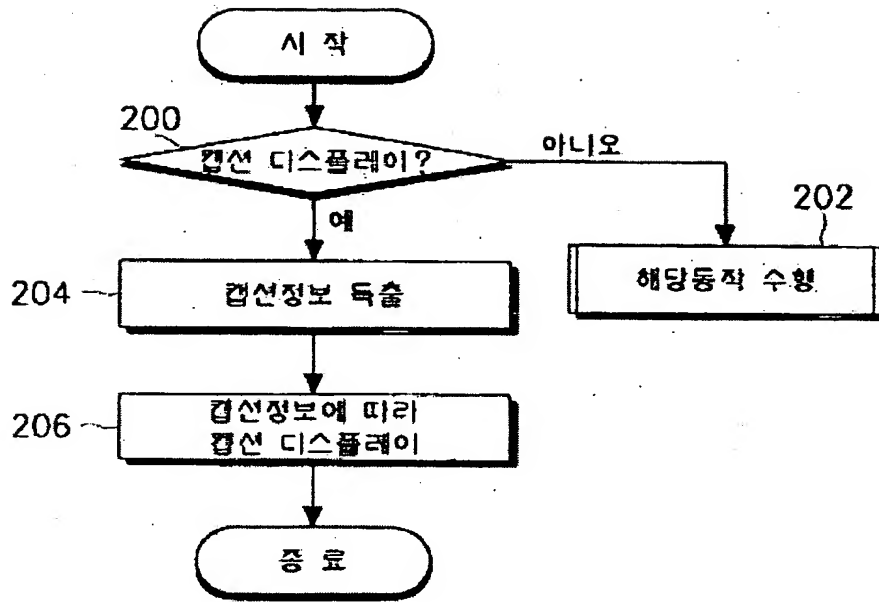 시 작
200
캡션 디스플레이?
아니오
예
202
해당동작 수행
204
캡션정보 독출
206
캡션정보에 따라
캡션 디스플레이
종 료